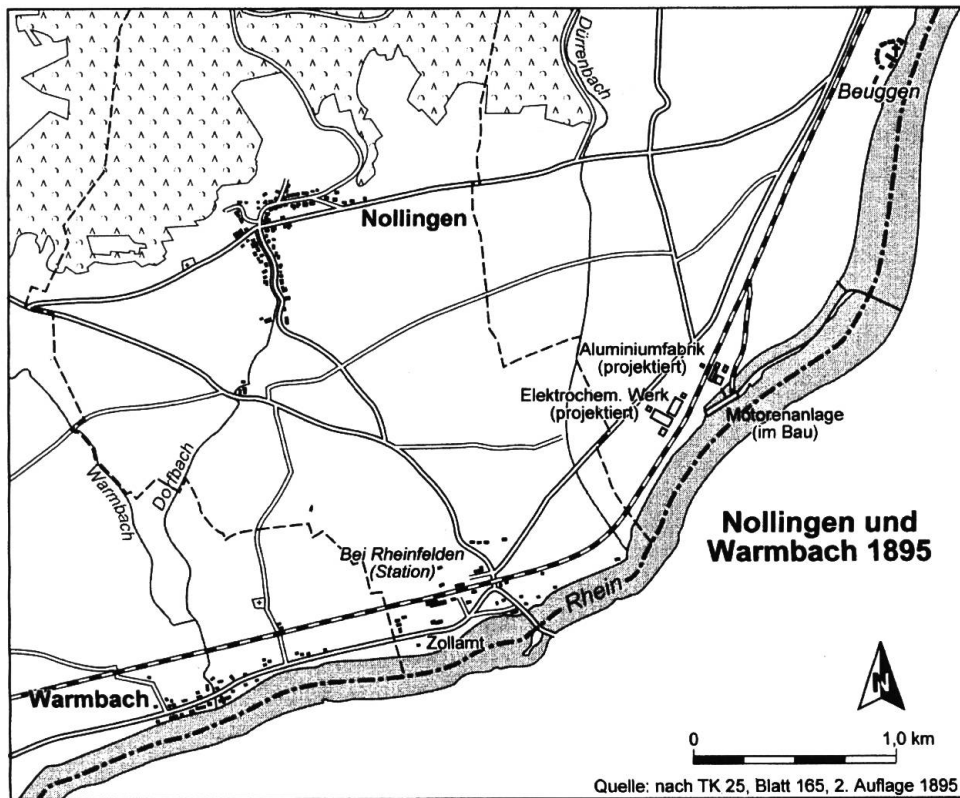 Dürrenbach
Beuggen
Nollingen
Aluminiumfabrik
(projektiert)
Elektrochem. Werk
(projektiert)
Motorenanlage
(im Bau)
Warmbach
Dorfbach
Nollingen und
Warmbach 1895
Bei Rheinfelden
(Station)
Rhein
Zollamt
Warmbach
N
0 1,0 km
Quelle: nach TK 25, Blatt 165, 2. Auflage 1895